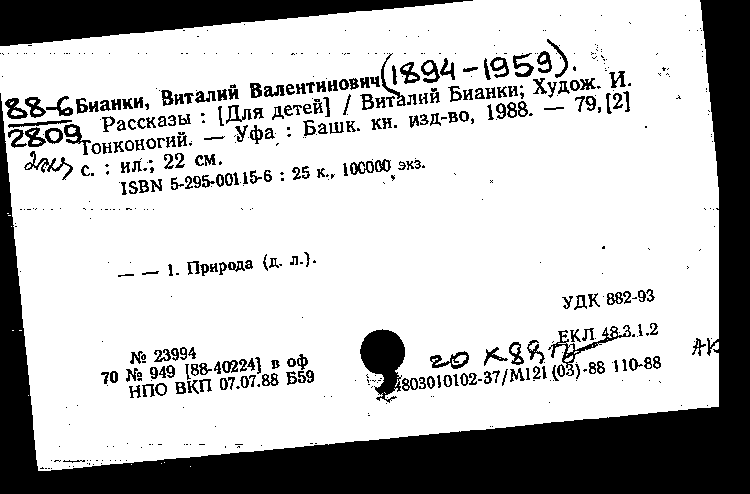 88-6
2809
Бианки, Виталий Валентинович (1894-1959).
Рассказы : [Для детей] / Виталий Бианки; Худож. И.
Тонконогий. — Уфа : Башк. кн. изд-во, 1988. — 79,[2]
с. : ил.; 22 см.
ISBN 5-295-00115-6 : 25 к., 100000 экз.
— — 1. Природа (д. л.).
УДК 882-93
ЕКЛ 48.3.1.2
№ 23994
70 № 949 [88-40224] в оф
НПО ВКП 07.07.88 Б59
4803010102-37/М121(03)-88 110-88